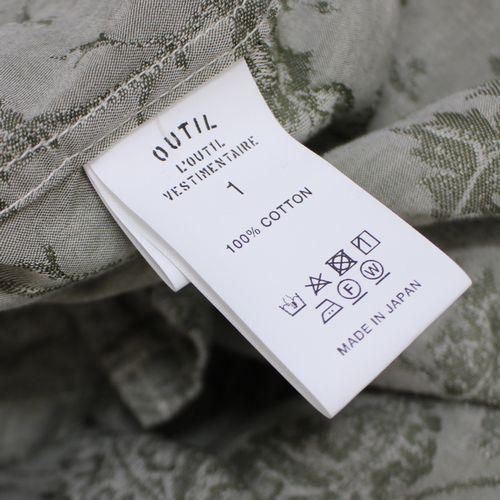 OUTIL
L'OUTIL
VESTIMENTAIRE
1
100% COTTON
F W
MADE IN JAPAN